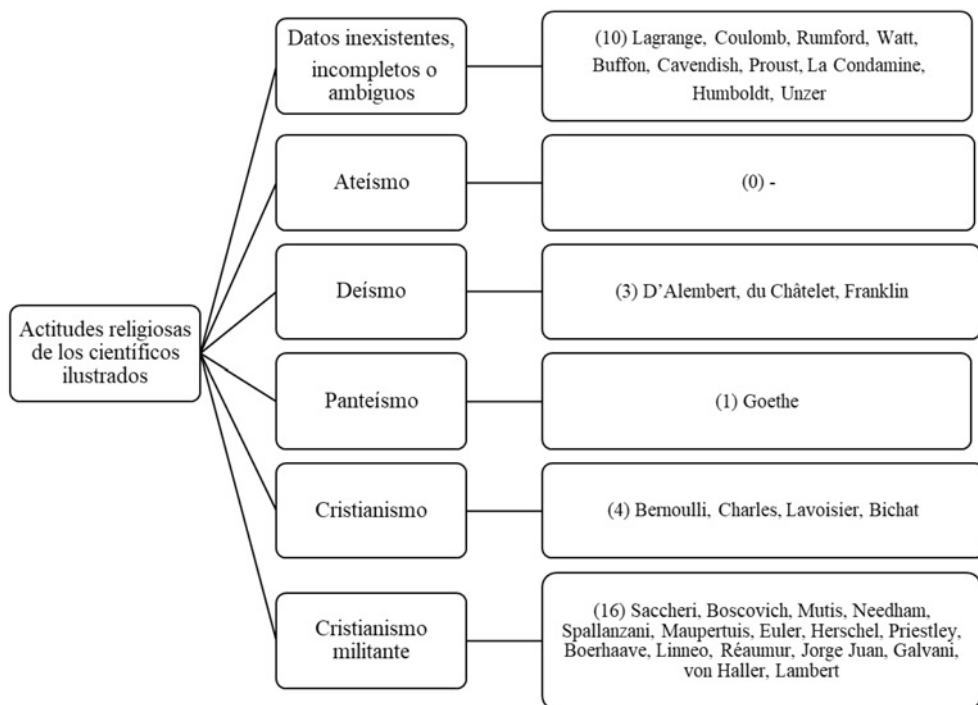 Datos inexistentes,
incompletos o
ambiguos
(10) Lagrange, Coulomb, Rumford, Watt,
Buffon, Cavendish, Proust, La Condamine,
Humboldt, Unzer
Ateísmo
(0) -
Deísmo
(3) D’Alembert, du Châtelet, Franklin
Actitudes religiosas
de los científicos
ilustrados
Panteísmo
(1) Goethe
Cristianismo
(4) Bernoulli, Charles, Lavoisier, Bichat
Cristianismo
militante
(16) Saccheri, Boscovich, Mutis, Needham,
Spallanzani, Maupertuis, Euler, Herschel, Priestley,
Boerhaave, Linneo, Réaumur, Jorge Juan, Galvani,
von Haller, Lambert